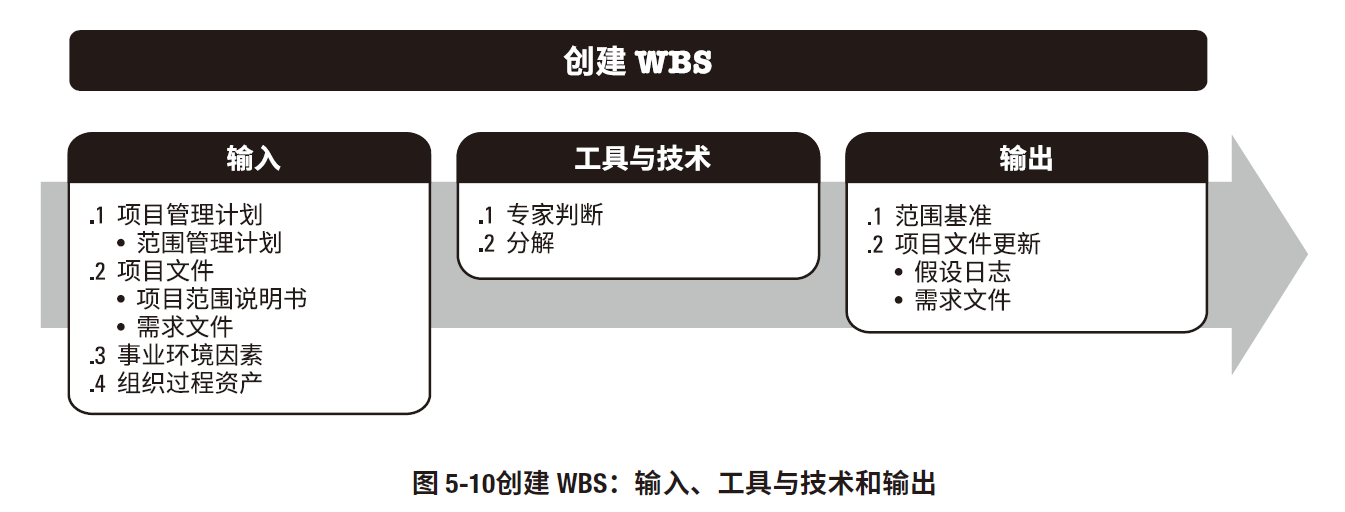 创建 WBS
输入
.1 项目管理计划
• 范围管理计划
.2 项目文件
• 项目范围说明书
• 需求文件
.3 事业环境因素
.4 组织过程资产
工具与技术
.1 专家判断
.2 分解
输出
.1 范围基准
.2 项目文件更新
• 假设日志
• 需求文件
图 5-10创建 WBS：输入、工具与技术和输出